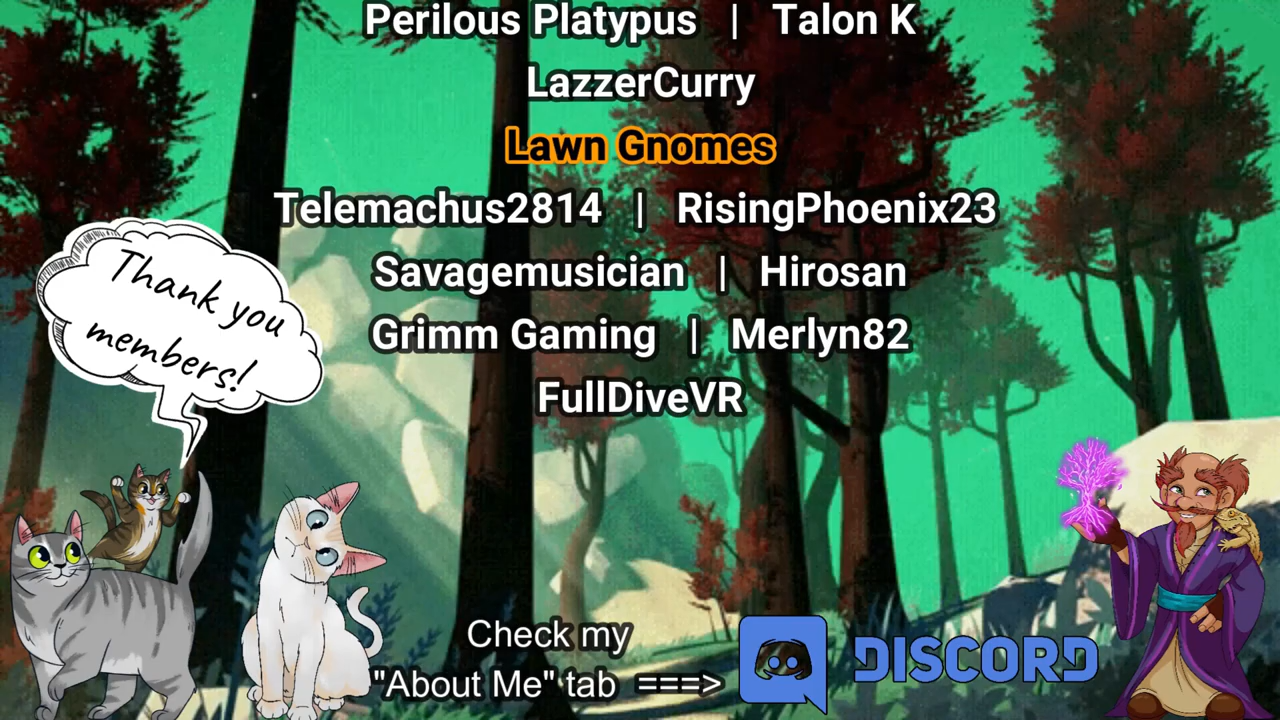 Perilous Platypus | Talon K
LazzerCurry
Lawn Gnomes
Telemachus2814 | RisingPhoenix23
Savagemusician | Hirosan
Grimm Gaming | Merlyn82
FullDiveVR
Thank you
members!
Check my
"About Me" tab ===>
DISCORD